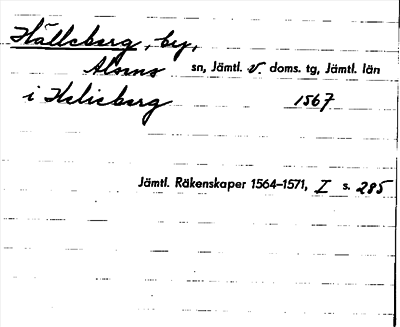 Hälleberg, by,
Alsens sn, Jämtl. v. doms. tg, Jämtl. län
i Helieberg 1567
Jämtl. Räkenskaper 1564–1571, I s. 285